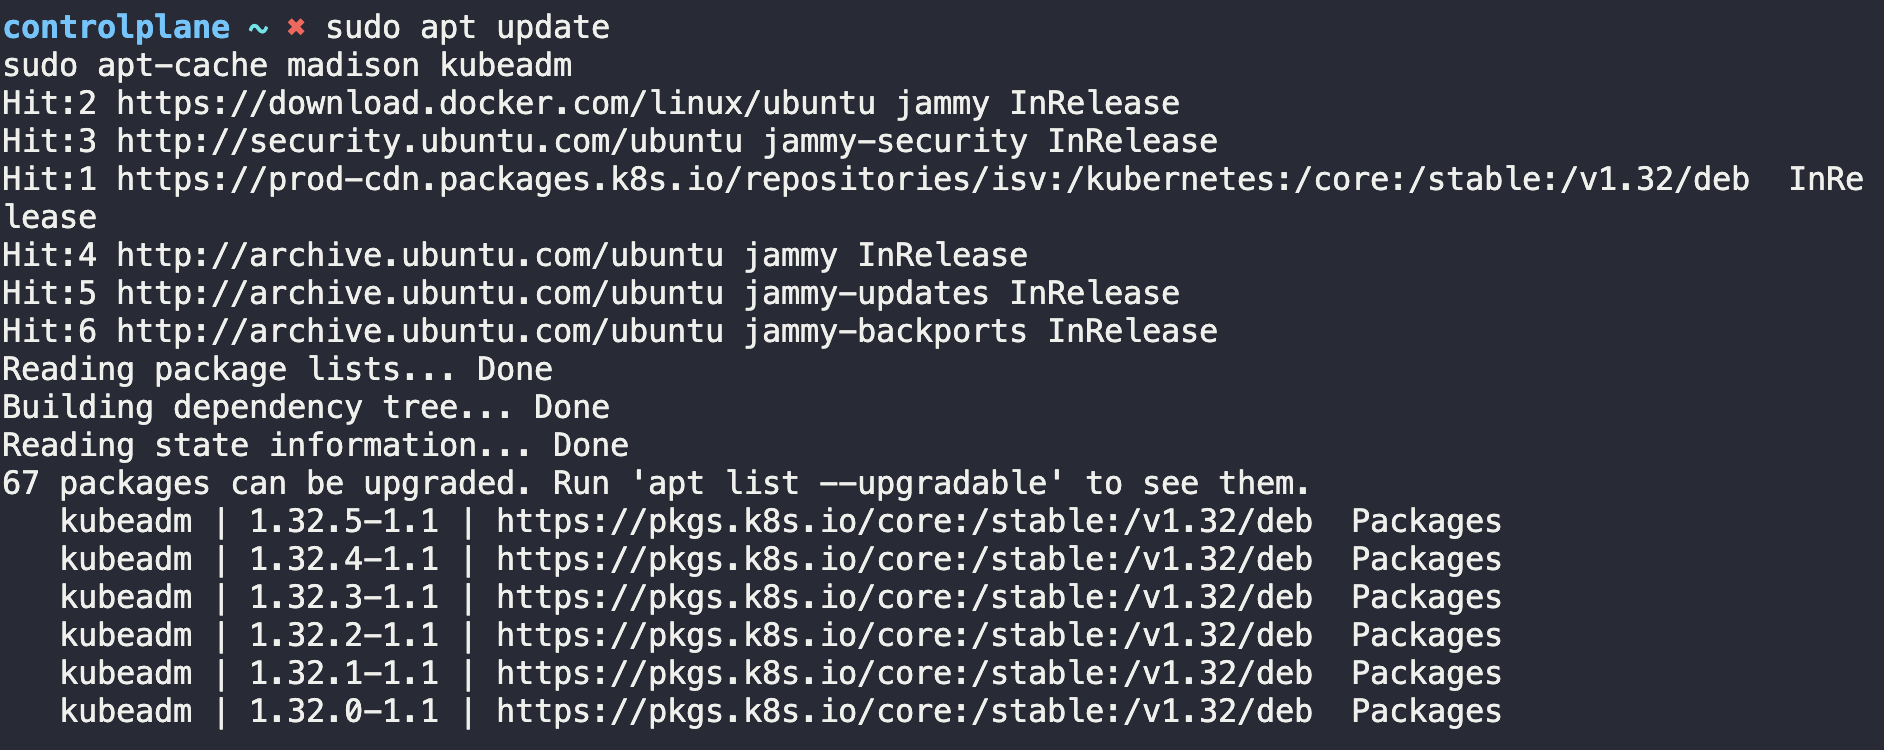 controlplane ~ ✖ sudo apt update
sudo apt-cache madison kubeadm
Hit:2 https://download.docker.com/linux/ubuntu jammy InRelease
Hit:3 http://security.ubuntu.com/ubuntu jammy-security InRelease
Hit:1 https://prod-cdn.packages.k8s.io/repositories/isv:/kubernetes:/core:/stable:/v1.32/deb  InRe
lease
Hit:4 http://archive.ubuntu.com/ubuntu jammy InRelease
Hit:5 http://archive.ubuntu.com/ubuntu jammy-updates InRelease
Hit:6 http://archive.ubuntu.com/ubuntu jammy-backports InRelease
Reading package lists... Done
Building dependency tree... Done
Reading state information... Done
67 packages can be upgraded. Run 'apt list --upgradable' to see them.
   kubeadm | 1.32.5-1.1 | https://pkgs.k8s.io/core:/stable:/v1.32/deb  Packages
   kubeadm | 1.32.4-1.1 | https://pkgs.k8s.io/core:/stable:/v1.32/deb  Packages
   kubeadm | 1.32.3-1.1 | https://pkgs.k8s.io/core:/stable:/v1.32/deb  Packages
   kubeadm | 1.32.2-1.1 | https://pkgs.k8s.io/core:/stable:/v1.32/deb  Packages
   kubeadm | 1.32.1-1.1 | https://pkgs.k8s.io/core:/stable:/v1.32/deb  Packages
   kubeadm | 1.32.0-1.1 | https://pkgs.k8s.io/core:/stable:/v1.32/deb  Packages